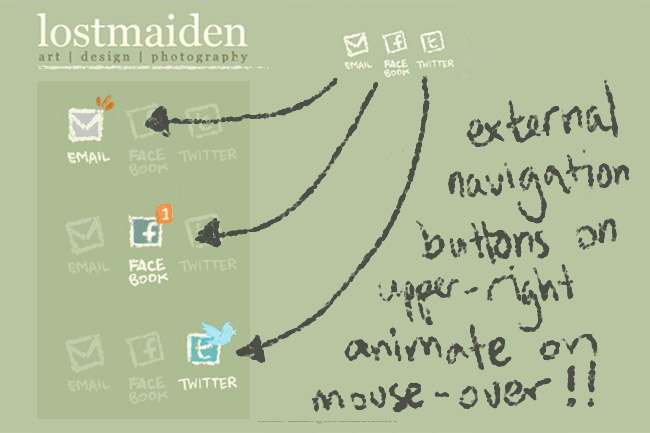 lostmaiden
art | design | photography
EMAIL FACE BOOK TWITTER
EMAIL FACE BOOK TWITTER
1
EMAIL FACE BOOK TWITTER
EMAIL FACE BOOK TWITTER
external
navigation
buttons on
upper-right
animate on
mouse-over!!